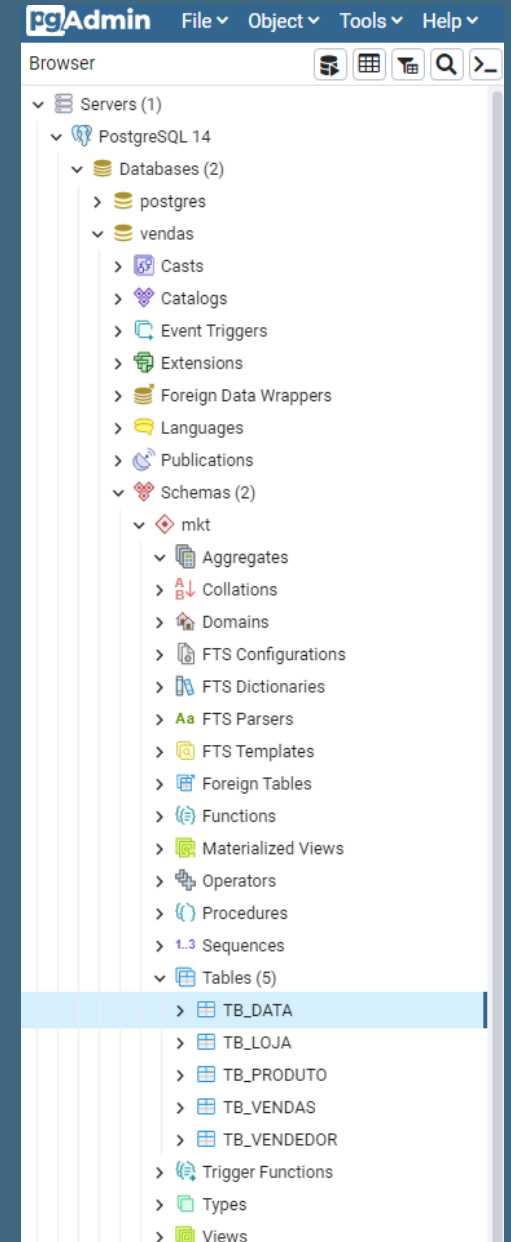 pgAdmin File Object Tools Help
Browser
Servers (1)
PostgreSQL 14
Databases (2)
postgres
vendas
Casts
Catalogs
Event Triggers
Extensions
Foreign Data Wrappers
Languages
Publications
Schemas (2)
mkt
Aggregates
Collations
Domains
FTS Configurations
FTS Dictionaries
Aa FTS Parsers
FTS Templates
Foreign Tables
Functions
Materialized Views
Operators
Procedures
1..3 Sequences
Tables (5)
TB_DATA
TB_LOJA
TB_PRODUTO
TB_VENDAS
TB_VENDEDOR
Trigger Functions
Types
Views